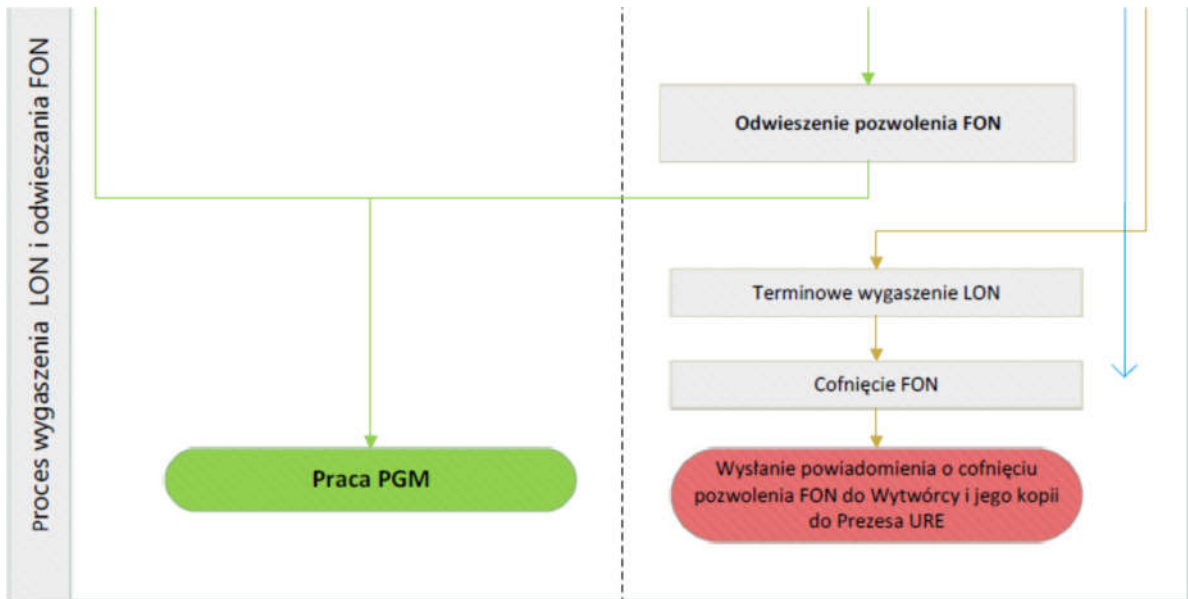 Proces wygaszenia LON i odwieszania FON
Odwieszenie pozwolenia FON
Terminowe wygaszenie LON
Cofnięcie FON
Praca PGM
Wysłanie powiadomienia o cofnięciu
pozwolenia FON do Wytwórcy i jego kopii
do Prezesa URE